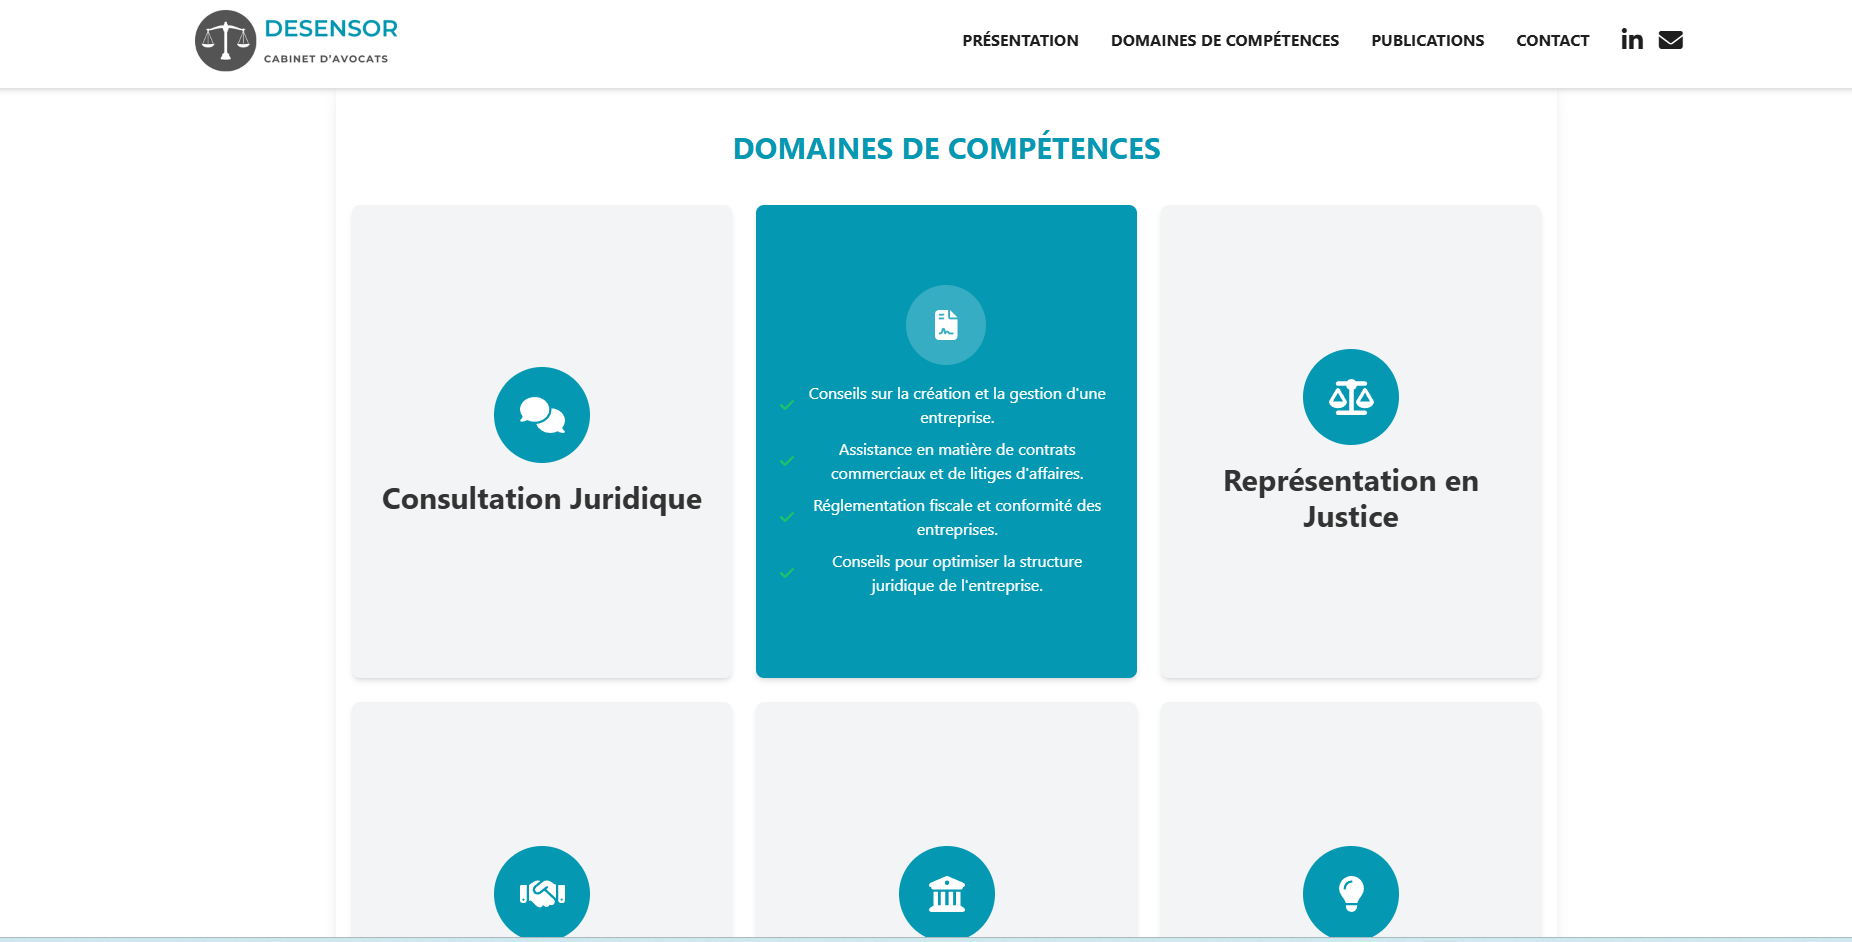 DESENSOR
CABINET D'AVOCATS
PRÉSENTATION
DOMAINES DE COMPÉTENCES
PUBLICATIONS
CONTACT
in
DOMAINES DE COMPÉTENCES
Consultation Juridique
Conseils sur la création et la gestion d'une
entreprise.
Assistance en matière de contrats
commerciaux et de litiges d'affaires.
Réglementation fiscale et conformité des
entreprises.
Conseils pour optimiser la structure
juridique de l'entreprise.
Représentation en
Justice